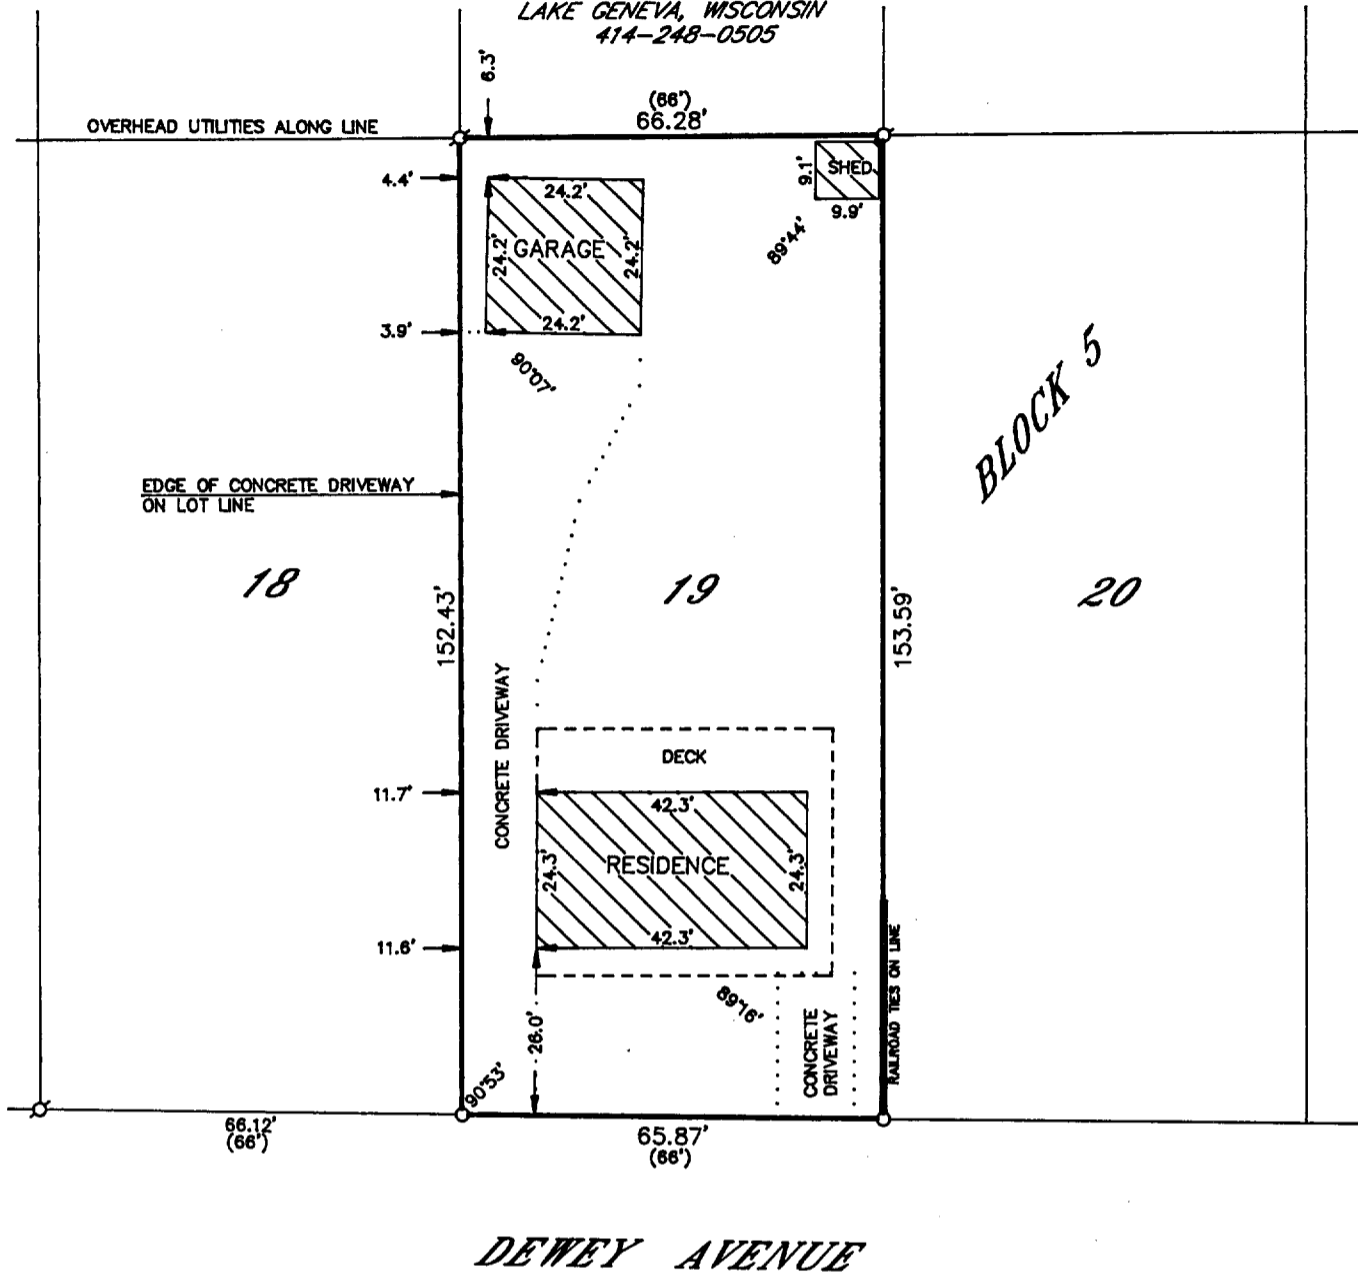 LAKE GENEVA, WISCONSIN
414-248-0505
6.3'
(66')
66.28'
OVERHEAD UTILITIES ALONG LINE
4.4'
24.2'
9.1'
SHED
9.9'
24.2'
GARAGE
24.2'
89°44'
3.9'
24.2'
90°07'
BLOCK 5
EDGE OF CONCRETE DRIVEWAY
ON LOT LINE
18
19
20
152.43'
153.59'
CONCRETE DRIVEWAY
DECK
11.7'
42.3'
24.3'
RESIDENCE
24.3'
11.6'
42.3'
RAILROAD TIES ON LINE
89°16'
26.0'
CONCRETE
DRIVEWAY
90°53'
66.12'
(66')
65.87'
(66')
DEWEY AVENUE